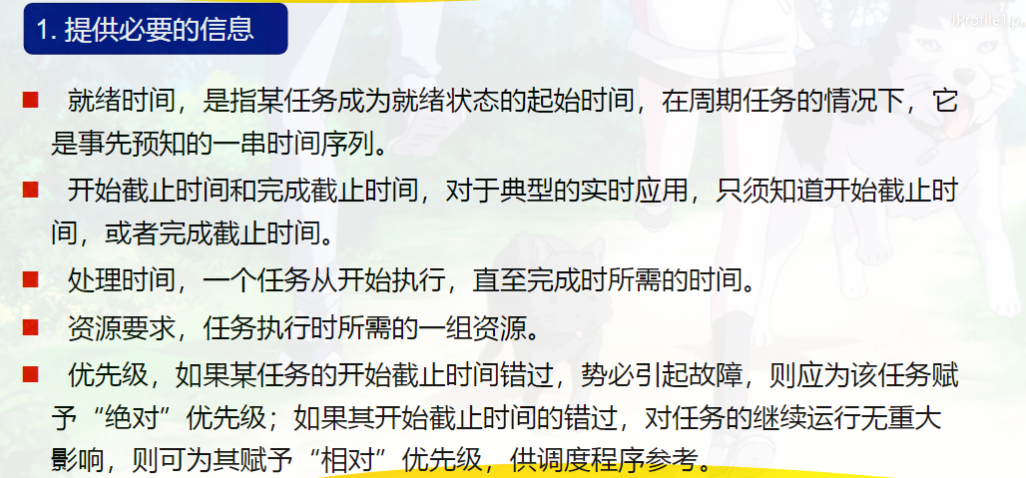 1. 提供必要的信息
就绪时间，是指某任务成为就绪状态的起始时间，在周期任务的情况下，它
是事先预知的一串时间序列。
开始截止时间和完成截止时间，对于典型的实时应用，只须知道开始截止时
间，或者完成截止时间。
处理时间，一个任务从开始执行，直至完成时所需的时间。
资源要求，任务执行时所需的一组资源。
优先级，如果某任务的开始截止时间错过，势必引起故障，则应为该任务赋
予“绝对”优先级；如果其开始截止时间的错过，对任务的继续运行无重大
影响，则可为其赋予“相对”优先级，供调度程序参考。